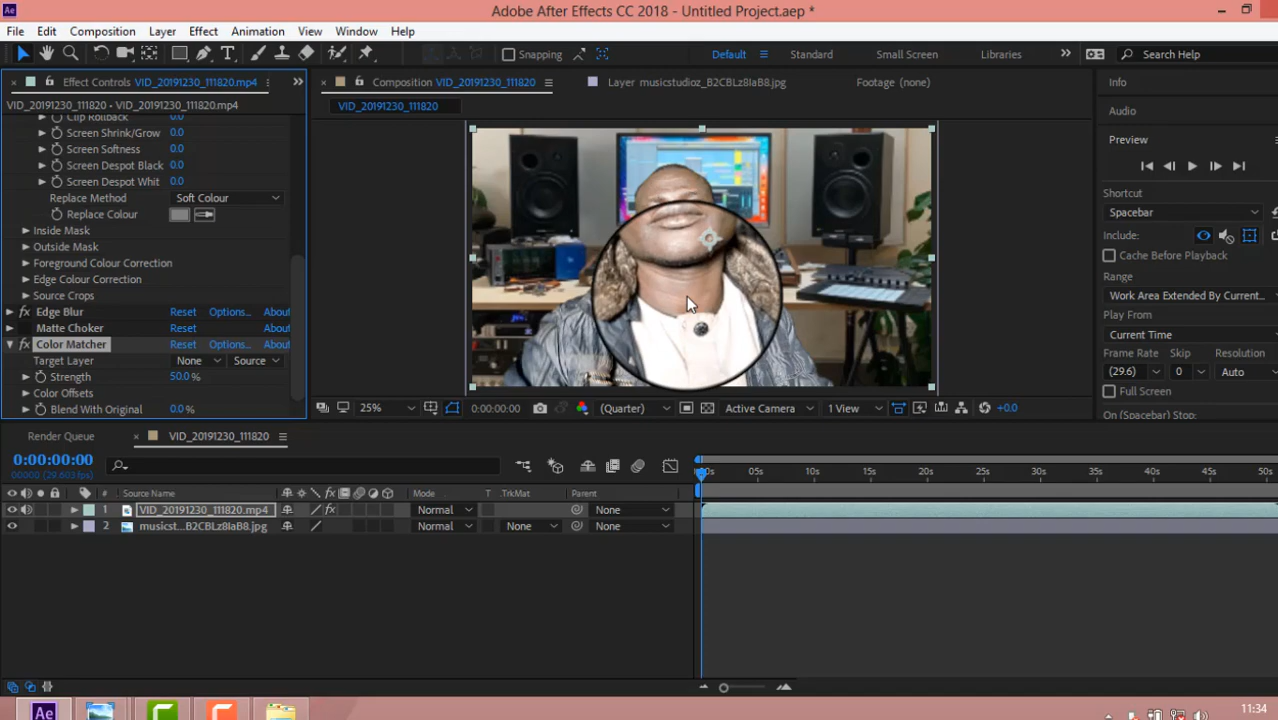 Ae Adobe After Effects CC 2018 - Untitled Project.aep *
File Edit Composition Layer Effect Animation View Window Help
Snapping Default Standard Small Screen Libraries Search Help
Effect Controls VID_20191230_111820.mp4
Composition VID_20191230_111820
Layer musicstudioz_B2CBLz8IaB8.jpg
Footage (none)
Info
VID_20191230_111820 - VID_20191230_111820.mp4
VID_20191230_111820
Audio
Clip Rollback 0.0
Screen Shrink/Grow 0.0
Screen Softness 0.0
Screen Despot Black 0.0
Screen Despot Whit 0.0
Replace Method Soft Colour
Replace Colour
Inside Mask
Outside Mask
Foreground Colour Correction
Edge Colour Correction
Source Crops
fx Edge Blur Reset Options... About
Matte Choker Reset Options... About
fx Color Matcher Reset Options... About
Target Layer None Source
Strength 50.0 %
Color Offsets
Blend With Original 0.0 %
Preview
Shortcut
Spacebar
Include:
Cache Before Playback
Range
Work Area Extended By Current...
Play From
Current Time
Frame Rate Skip Resolution
(29.6) 0 Auto
Full Screen
On (Spacebar) Stop:
25% 0:00:00:00 (Quarter) Active Camera 1 View +0.0
Render Queue VID_20191230_111820
0:00:00:00
00000 (29.603 fps)
05s 10s 15s 20s 25s 30s 35s 40s 45s 50s
# Source Name fx Mode T TrkMat Parent
1 VID_20191230_111820.mp4 fx Normal None
2 musicst...B2CBLz8IaB8.jpg Normal None None
Ae
11:34